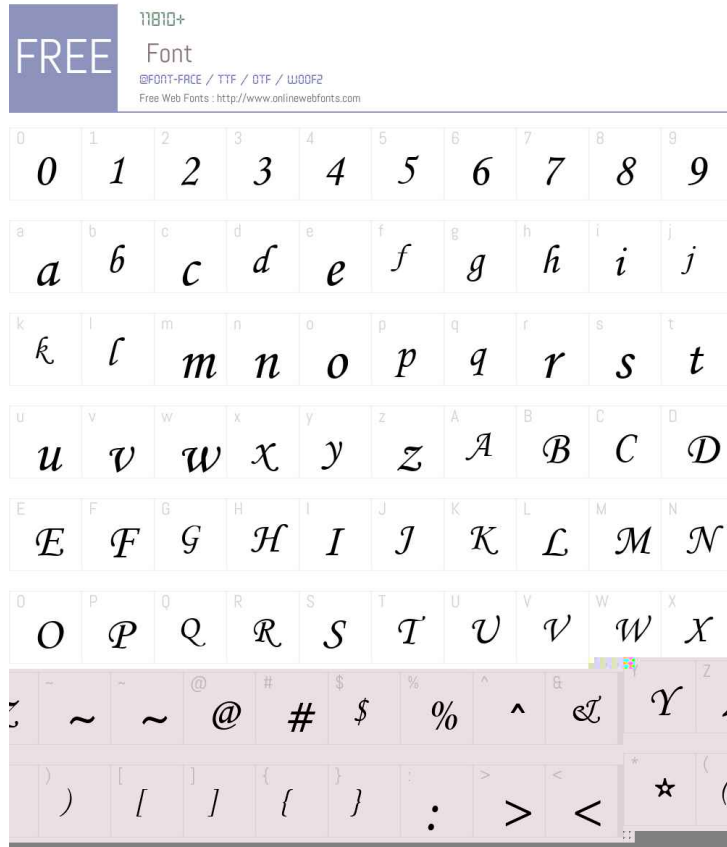 FREE
11810+
Font
@FONT-FACE / TTF / OTF / WOOF2
Free Web Fonts : http://www.onlinewebfonts.com
0 1 2 3 4 5 6 7 8 9
0 1 2 3 4 5 6 7 8 9
a b c d e f g h i j
a b c d e f g h i j
k l m n o p q r s t
k l m n o p q r s t
u v w x y z A B C D
u v w x y z A B C D
E F G H I J K L M N
E F G H I J K L M N
O P Q R S T U V W X
O P Q R S T U V W X
~ ~ @ # $ % ^ & Z
~ ~ @ # $ % ^ & Y
) [ ] { } : > < * (
) [ ] { } : > < * (